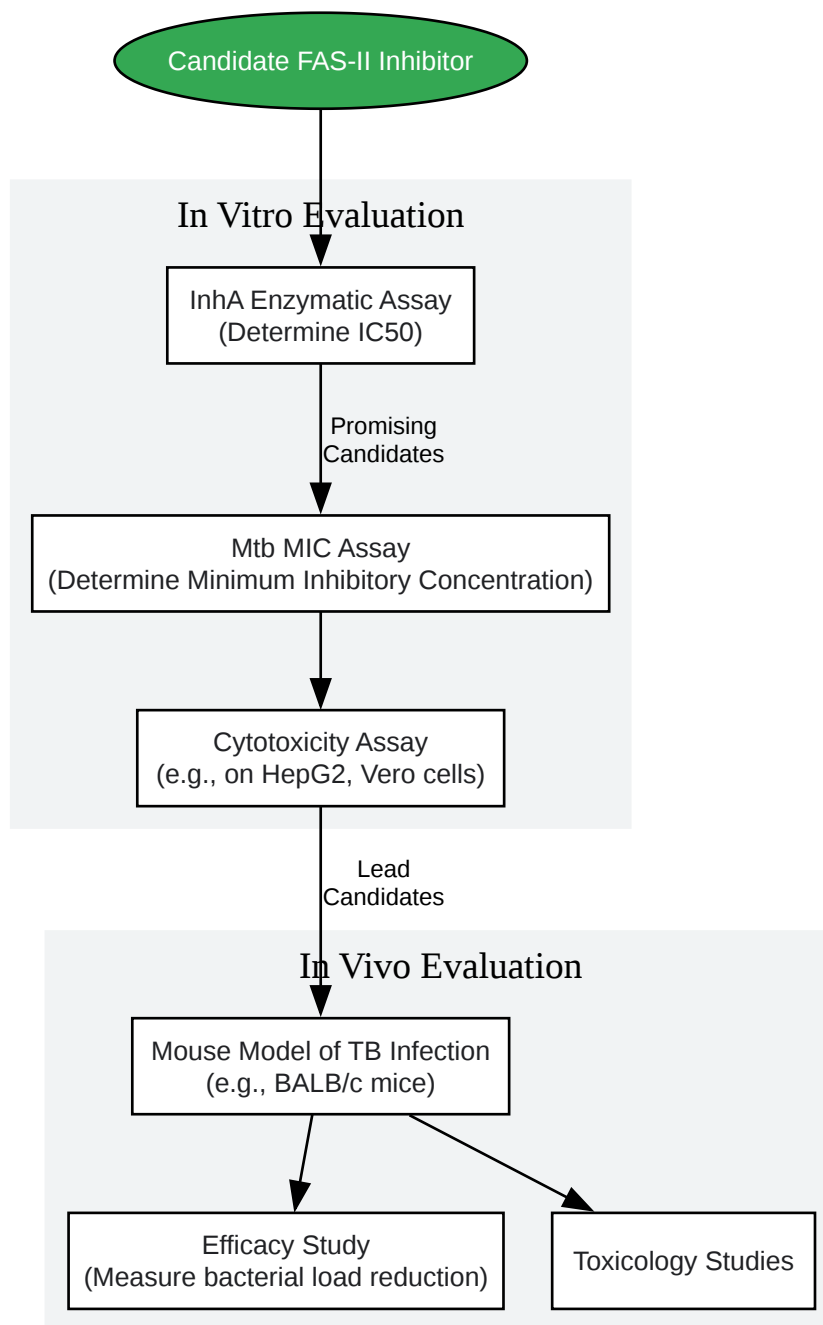 Candidate FAS-II Inhibitor
In Vitro Evaluation
InhA Enzymatic Assay
(Determine IC50)
Promising
Candidates
Mtb MIC Assay
(Determine Minimum Inhibitory Concentration)
Cytotoxicity Assay
(e.g., on HepG2, Vero cells)
Lead
Candidates
In Vivo Evaluation
Mouse Model of TB Infection
(e.g., BALB/c mice)
Efficacy Study
(Measure bacterial load reduction)
Toxicology Studies